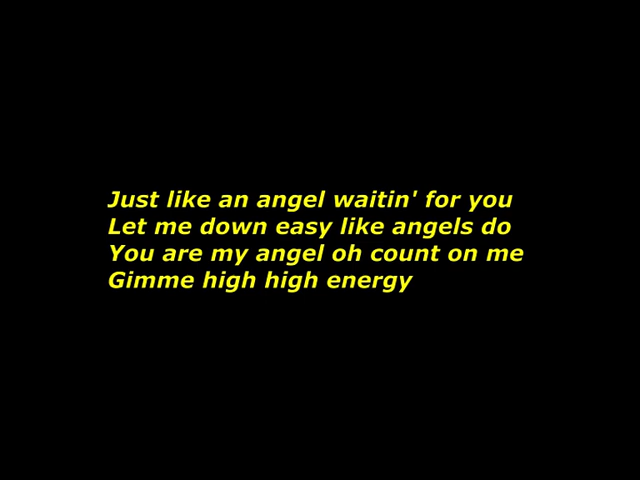 Just like an angel waitin' for you
Let me down easy like angels do
You are my angel oh count on me
Gimme high high energy